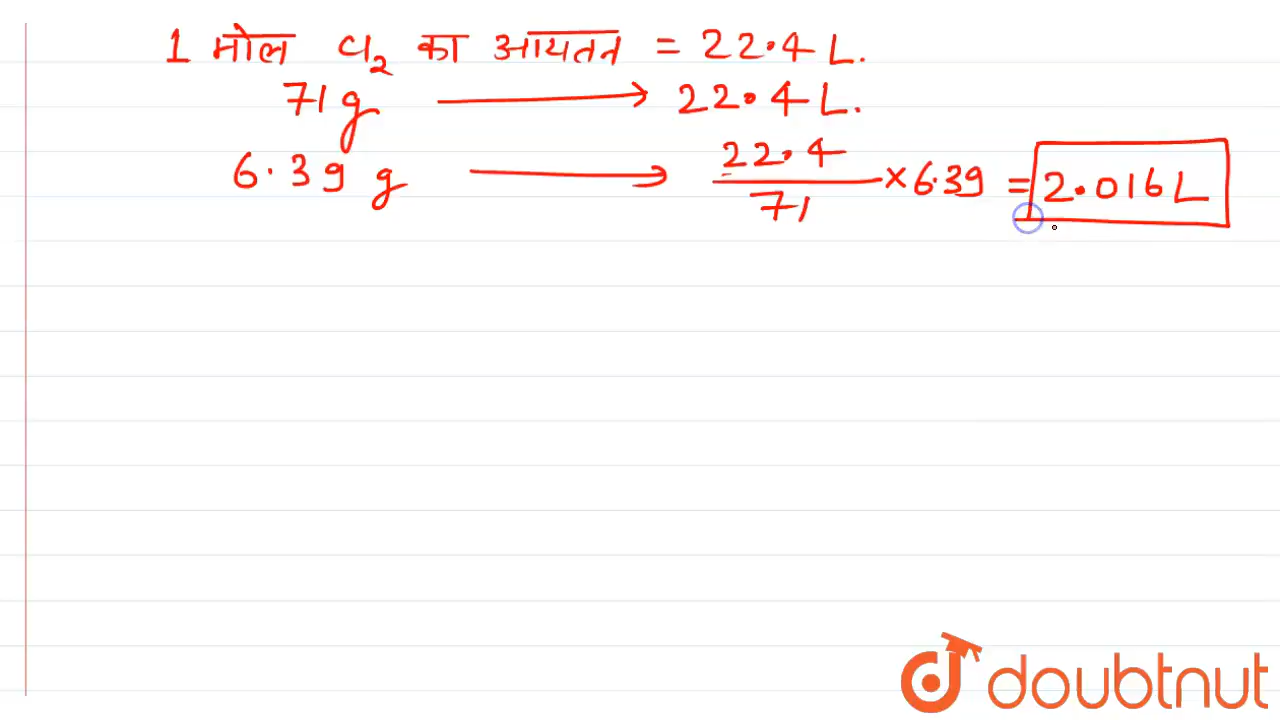 1 मोल Cl2 का आयतन = 22.4 L.
71 g → 22.4 L.
6.39 g → 22.4/71 × 6.39 = 2.016 L
doubtnut